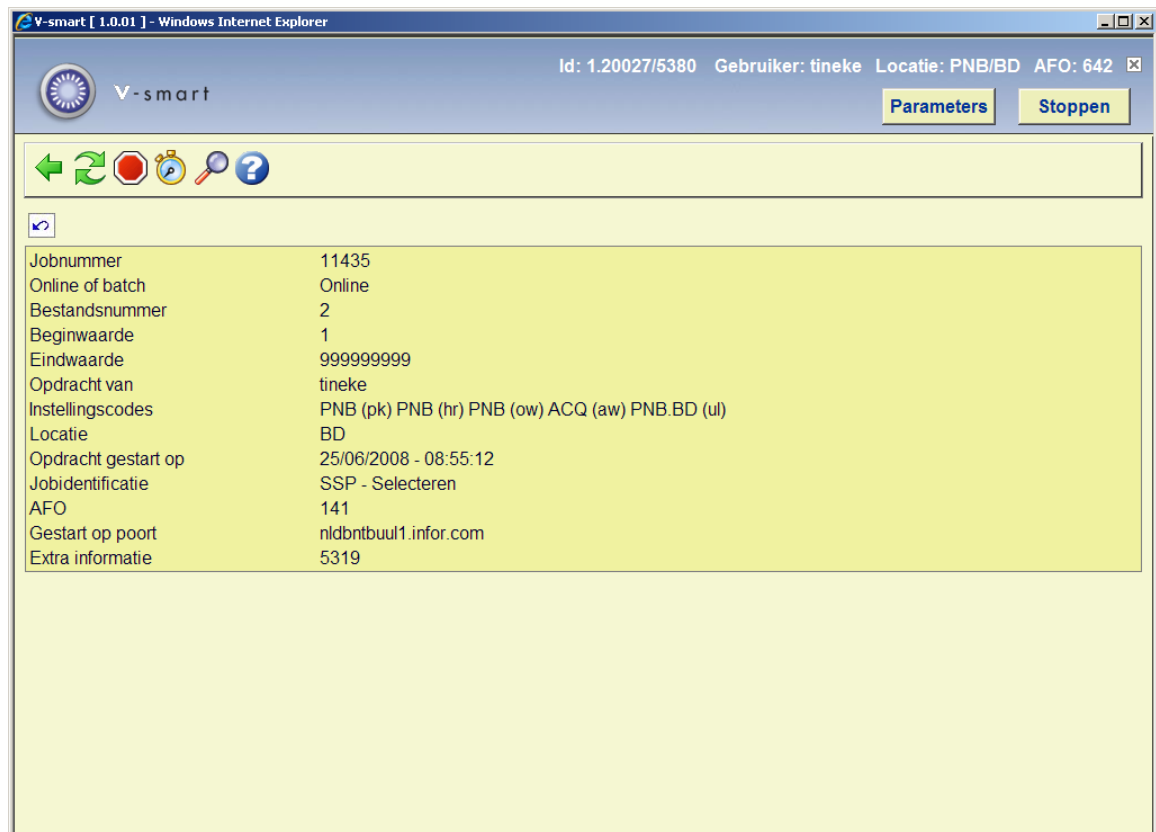 V-smart [ 1.0.01 ] - Windows Internet Explorer
Id: 1.20027/5380 Gebruiker: tineke Locatie: PNB/BD AFO: 642
V-smart
Parameters Stoppen
Jobnummer 11435
Online of batch Online
Bestandsnummer 2
Beginwaarde 1
Eindwaarde 999999999
Opdracht van tineke
Instellingscodes PNB (pk) PNB (hr) PNB (ow) ACQ (aw) PNB.BD (ul)
Locatie BD
Opdracht gestart op 25/06/2008 - 08:55:12
Jobidentificatie SSP - Selecteren
AFO 141
Gestart op poort nldbntbuul1.infor.com
Extra informatie 5319